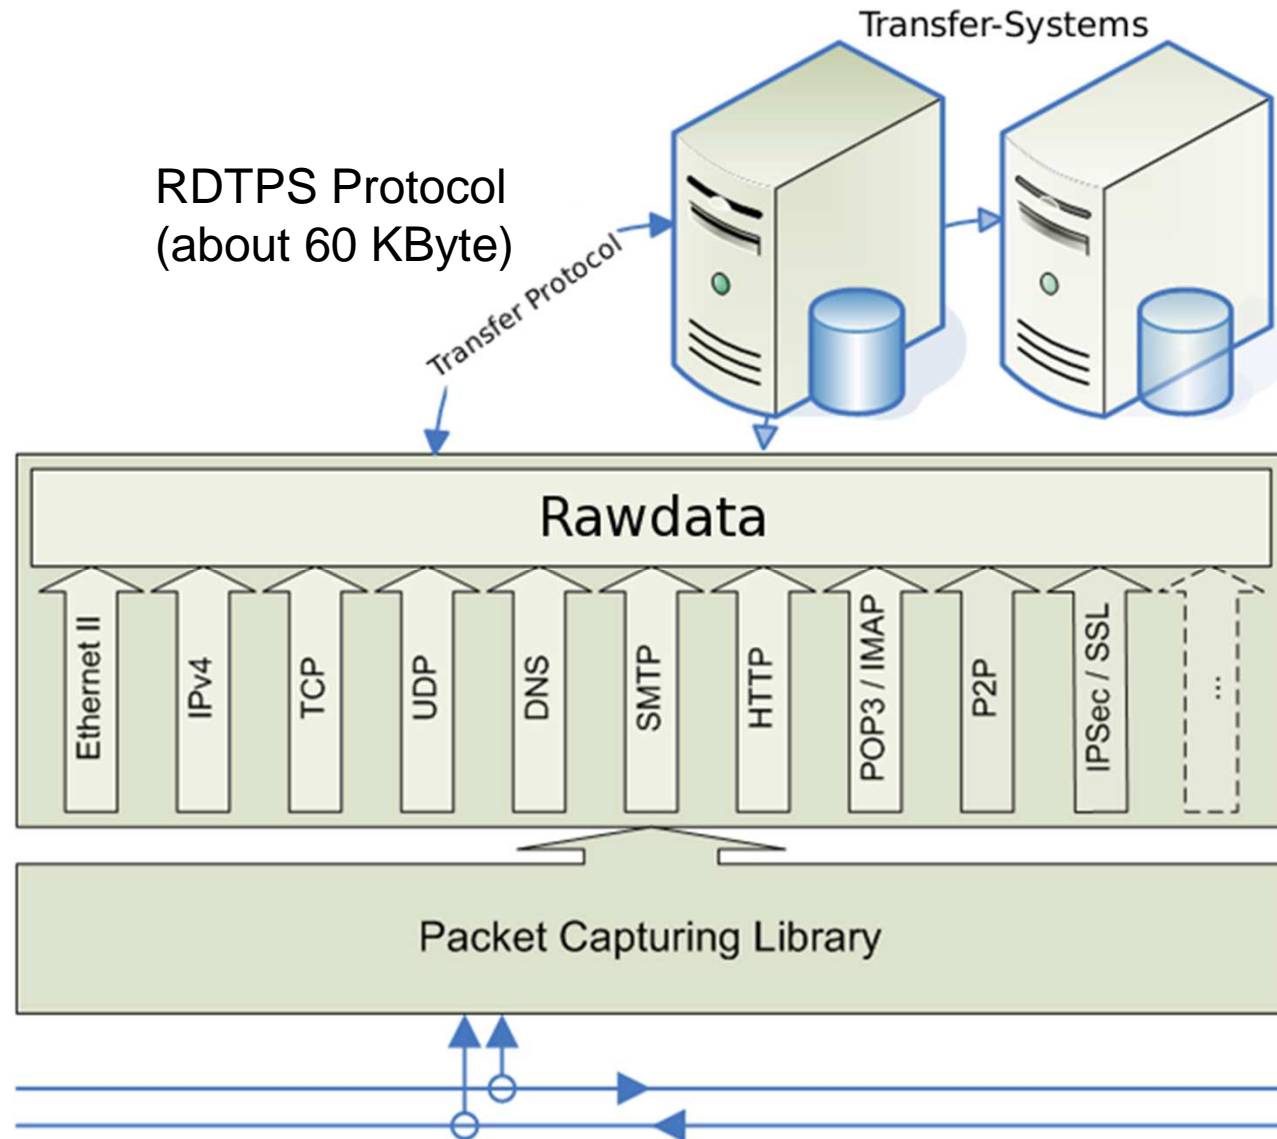 Transfer-Systems
RDTPS Protocol
(about 60 KByte)
Transfer Protocol
Rawdata
Ethernet II
IPv4
TCP
UDP
DNS
SMTP
HTTP
POP3 / IMAP
P2P
IPSec / SSL
...
Packet Capturing Library